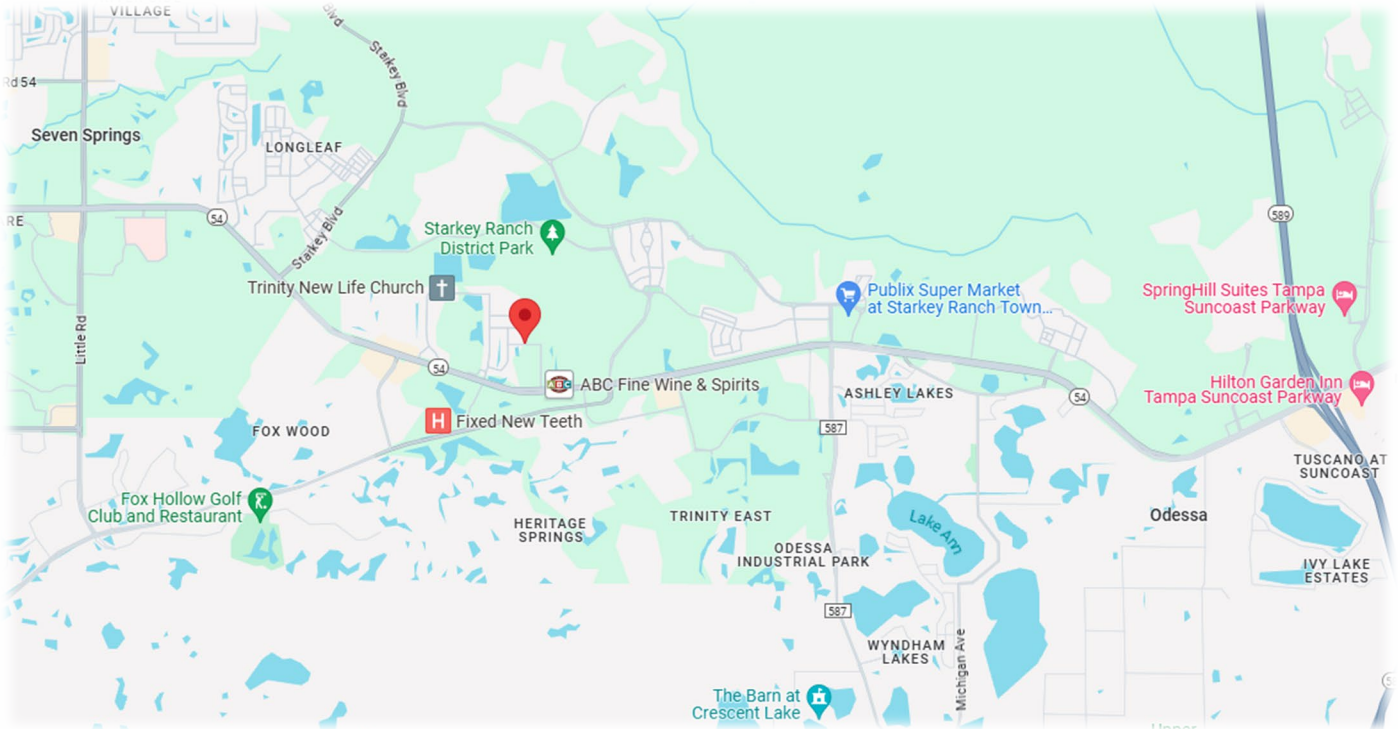 VILLAGE
Blvd
Starkey Blvd
Rd 54
Seven Springs
LONGLEAF
54
RE
Starkey Blvd
589
Starkey Ranch
District Park
Trinity New Life Church
Publix Super Market
at Starkey Ranch Town...
SpringHill Suites Tampa
Suncoast Parkway
Little Rd
54
ABC
ABC Fine Wine & Spirits
ASHLEY LAKES
54
Hilton Garden Inn
Tampa Suncoast Parkway
H
Fixed New Teeth
587
FOX WOOD
TUSCANO AT
SUNCOAST
Fox Hollow Golf
Club and Restaurant
HERITAGE
SPRINGS
TRINITY EAST
Lake Ann
Odessa
ODESSA
INDUSTRIAL PARK
IVY LAKE
ESTATES
587
WYNDHAM
LAKES
Michigan Ave
The Barn at
Crescent Lake